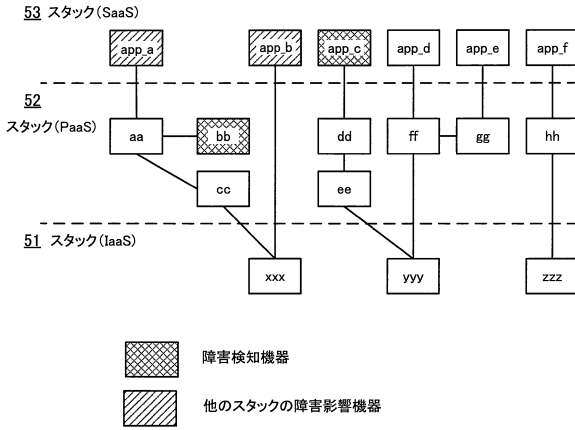 53 スタック(SaaS)
app_a app_b app_c app_d app_e app_f
52
スタック(PaaS)
aa bb dd ff gg hh
cc ee
51 スタック(IaaS)
xxx yyy zzz
障害検知機器
他のスタックの障害影響機器